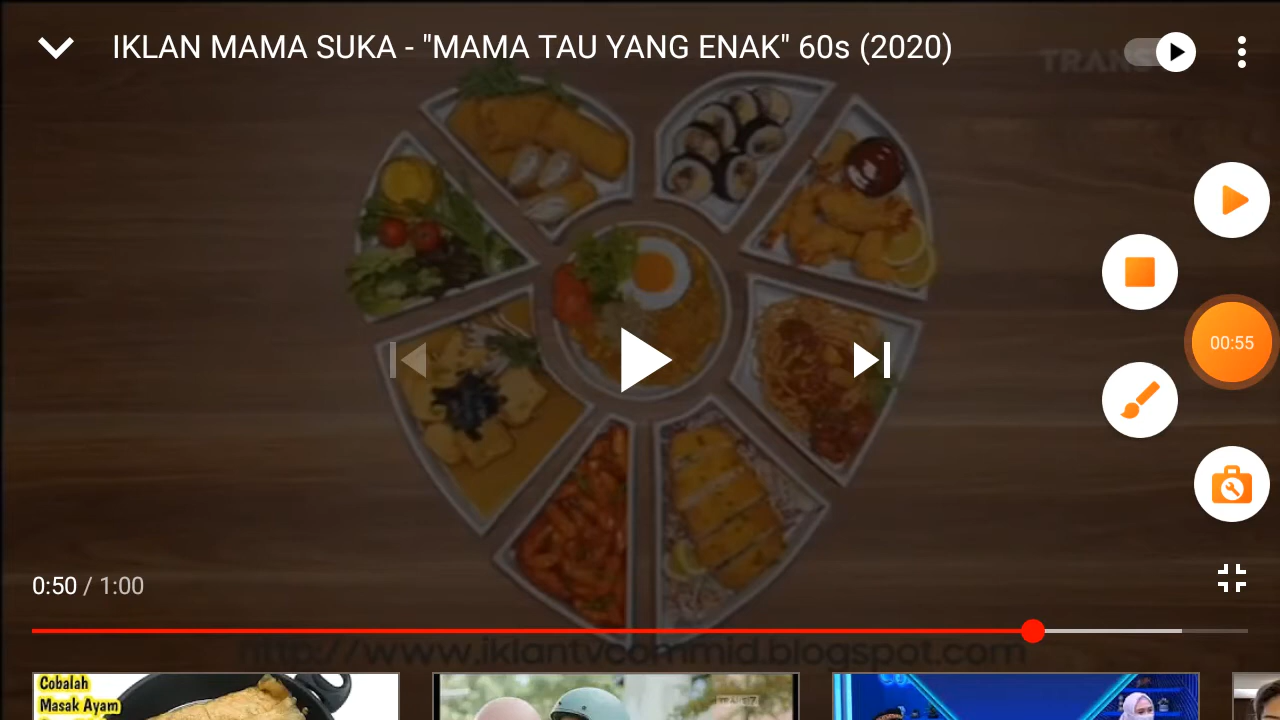 IKLAN MAMA SUKA - "MAMA TAU YANG ENAK" 60s (2020)
TRANS
00:55
0:50 / 1:00
http://www.iklantvcommid.blogspot.com
Cobalah
Masak Ayam
TRANS7